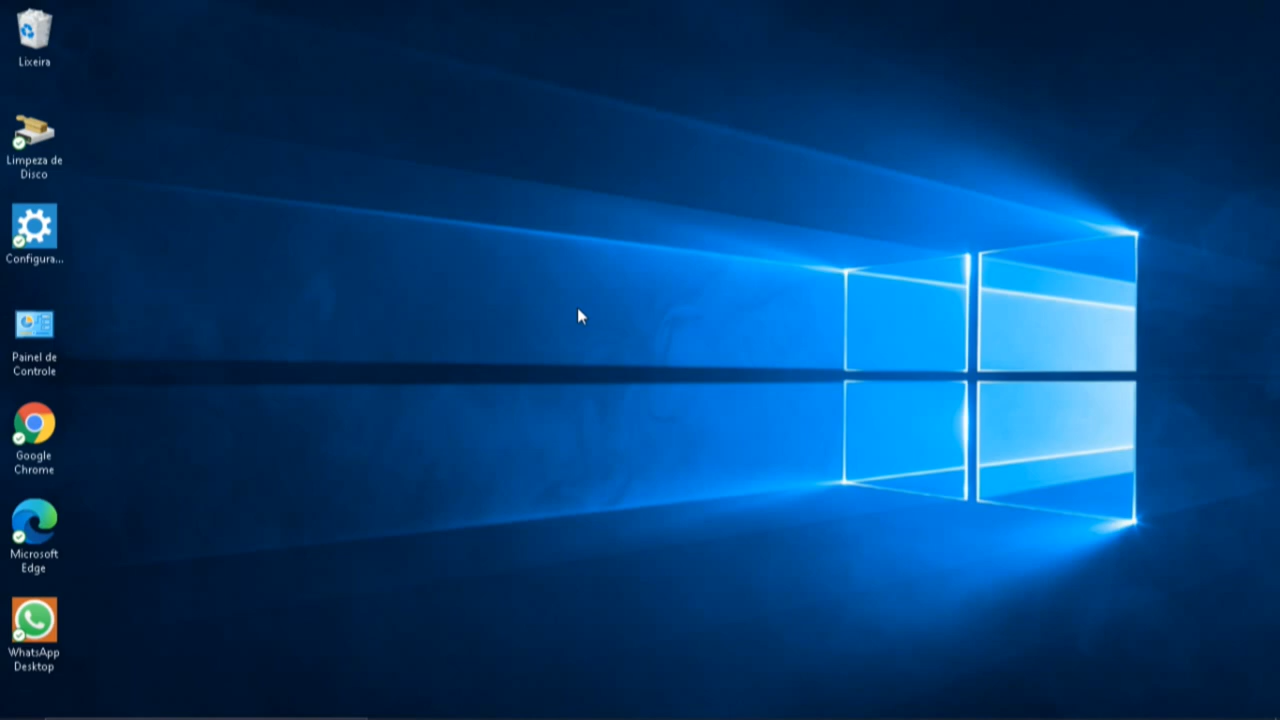 Lixeira
Limpeza de
Disco
Configura...
Painel de
Controle
Google
Chrome
Microsoft
Edge
WhatsApp
Desktop